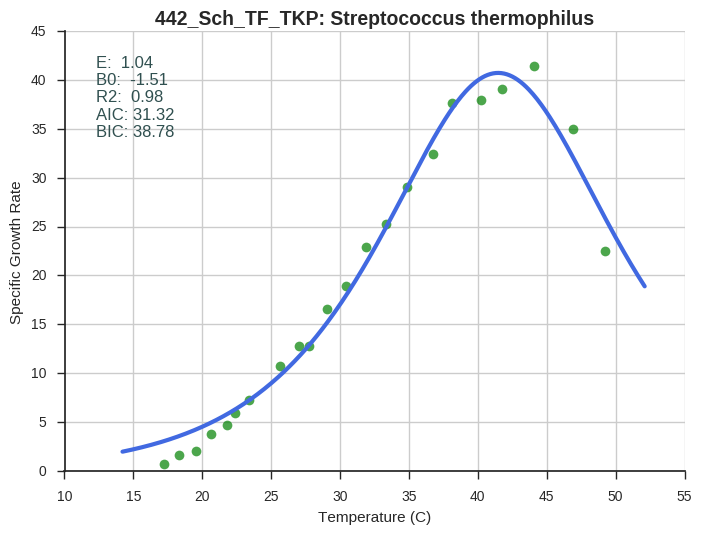 442_Sch_TF_TKP: Streptococcus thermophilus
E: 1.04
B0: -1.51
R2: 0.98
AIC: 31.32
BIC: 38.78
Specific Growth Rate
45
40
35
30
25
20
15
10
5
0
10 15 20 25 30 35 40 45 50 55
Temperature (C)